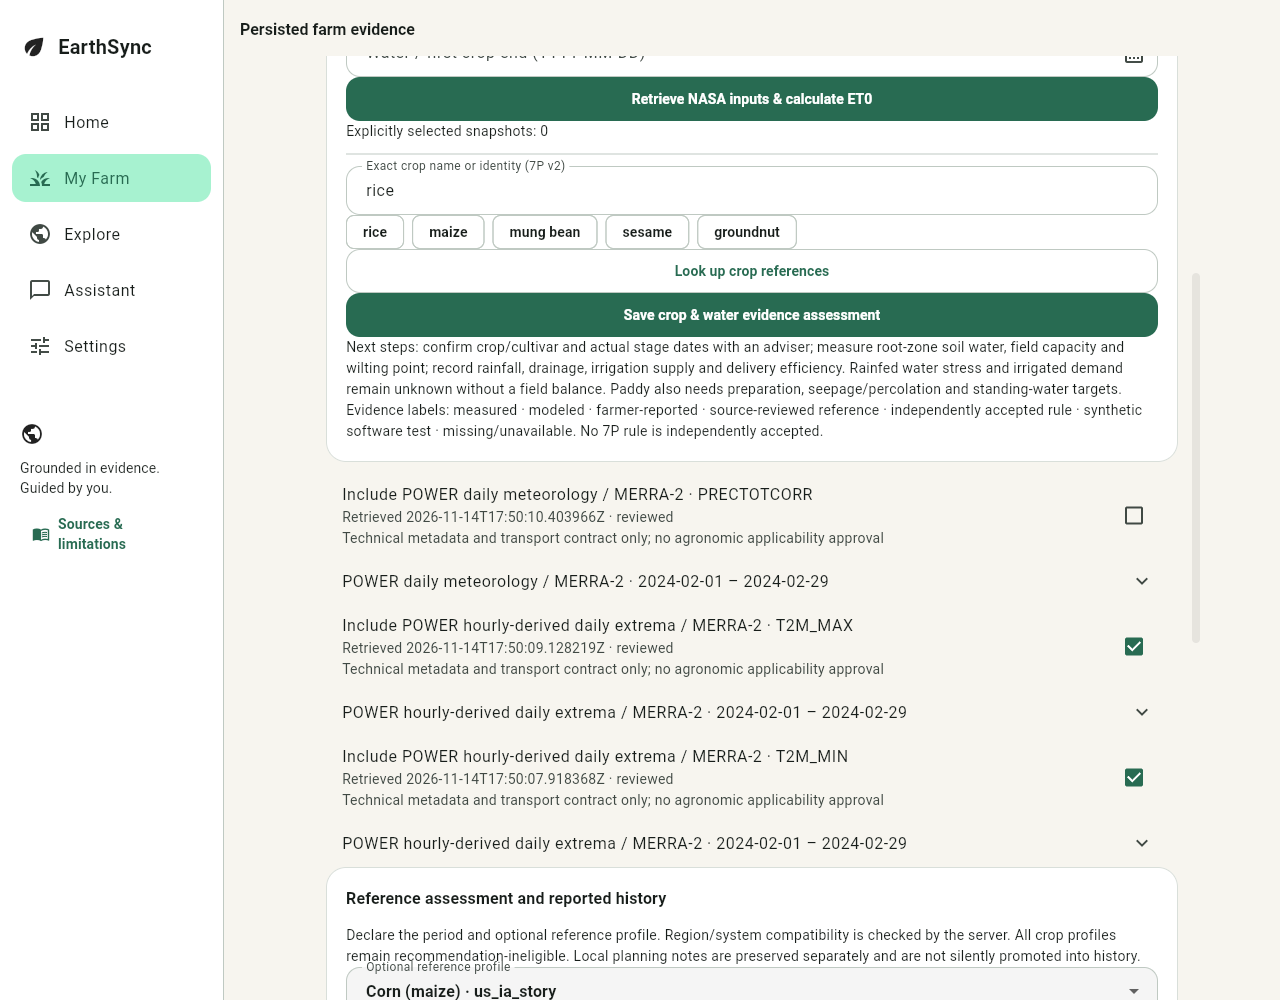 EarthSync
Home
My Farm
Explore
Assistant
Settings
Grounded in evidence.
Guided by you.
Sources &
limitations
Persisted farm evidence
Retrieve NASA inputs & calculate ET0
Explicitly selected snapshots: 0
Exact crop name or identity (7P v2)
rice
rice
maize
mung bean
sesame
groundnut
Look up crop references
Save crop & water evidence assessment
Next steps: confirm crop/cultivar and actual stage dates with an adviser; measure root-zone soil water, field capacity and
wilting point; record rainfall, drainage, irrigation supply and delivery efficiency. Rainfed water stress and irrigated demand
remain unknown without a field balance. Paddy also needs preparation, seepage/percolation and standing-water targets.
Evidence labels: measured · modeled · farmer-reported · source-reviewed reference · independently accepted rule · synthetic
software test · missing/unavailable. No 7P rule is independently accepted.
Include POWER daily meteorology / MERRA-2 · PRECTOTCORR
Retrieved 2026-11-14T17:50:10.403966Z · reviewed
Technical metadata and transport contract only; no agronomic applicability approval
POWER daily meteorology / MERRA-2 · 2024-02-01 – 2024-02-29
Include POWER hourly-derived daily extrema / MERRA-2 · T2M_MAX
Retrieved 2026-11-14T17:50:09.128219Z · reviewed
Technical metadata and transport contract only; no agronomic applicability approval
POWER hourly-derived daily extrema / MERRA-2 · 2024-02-01 – 2024-02-29
Include POWER hourly-derived daily extrema / MERRA-2 · T2M_MIN
Retrieved 2026-11-14T17:50:07.918368Z · reviewed
Technical metadata and transport contract only; no agronomic applicability approval
POWER hourly-derived daily extrema / MERRA-2 · 2024-02-01 – 2024-02-29
Reference assessment and reported history
Declare the period and optional reference profile. Region/system compatibility is checked by the server. All crop profiles
remain recommendation-ineligible. Local planning notes are preserved separately and are not silently promoted into history.
Optional reference profile
Corn (maize) · us_ia_story